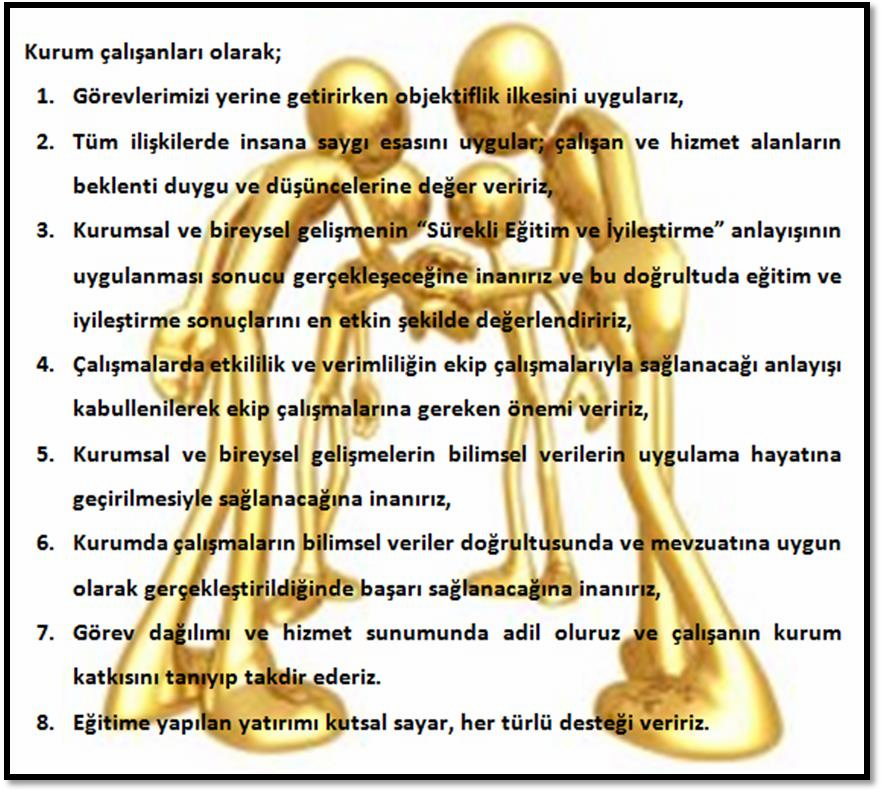 Kurum çalışanları olarak;
1. Görevlerimizi yerine getirirken objektiflik ilkesini uygularız,
2. Tüm ilişkilerde insana saygı esasını uygular; çalışan ve hizmet alanların
beklenti duygu ve düşüncelerine değer veririz,
3. Kurumsal ve bireysel gelişmenin “Sürekli Eğitim ve İyileştirme” anlayışının
uygulanması sonucu gerçekleşeceğine inanırız ve bu doğrultuda eğitim ve
iyileştirme sonuçlarını en etkin şekilde değerlendiririz,
4. Çalışmalarda etkililik ve verimliliğin ekip çalışmalarıyla sağlanacağı anlayışı
kabullenilerek ekip çalışmalarına gereken önemi veririz,
5. Kurumsal ve bireysel gelişmelerin bilimsel verilerin uygulama hayatına
geçirilmesiyle sağlanacağına inanırız,
6. Kurumda çalışmaların bilimsel veriler doğrultusunda ve mevzuatına uygun
olarak gerçekleştirildiğinde başarı sağlanacağına inanırız,
7. Görev dağılımı ve hizmet sunumunda adil oluruz ve çalışanın kurum
katkısını tanıyıp takdir ederiz.
8. Eğitime yapılan yatırımı kutsal sayar, her türlü desteği veririz.